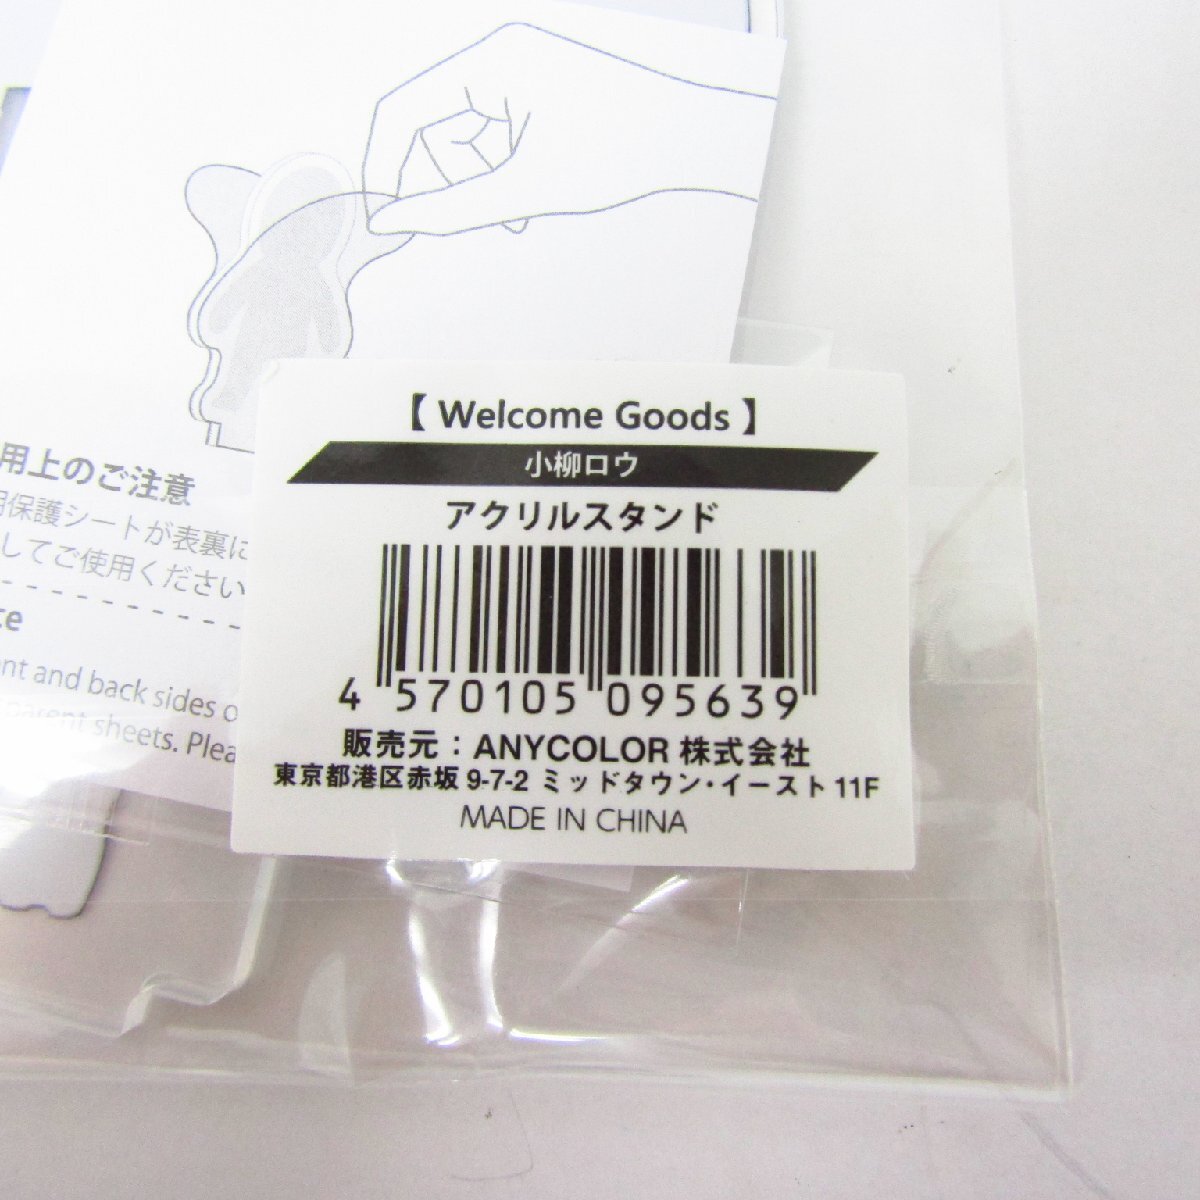 【 Welcome Goods 】
小柳ロウ
アクリルスタンド
4 570105 095639
販売元：ANYCOLOR 株式会社
東京都港区赤坂 9-7-2 ミッドタウン・イースト 11F
MADE IN CHINA
用上のご注意
保護シートが表裏に
してご使用ください
and back sides
sheets.